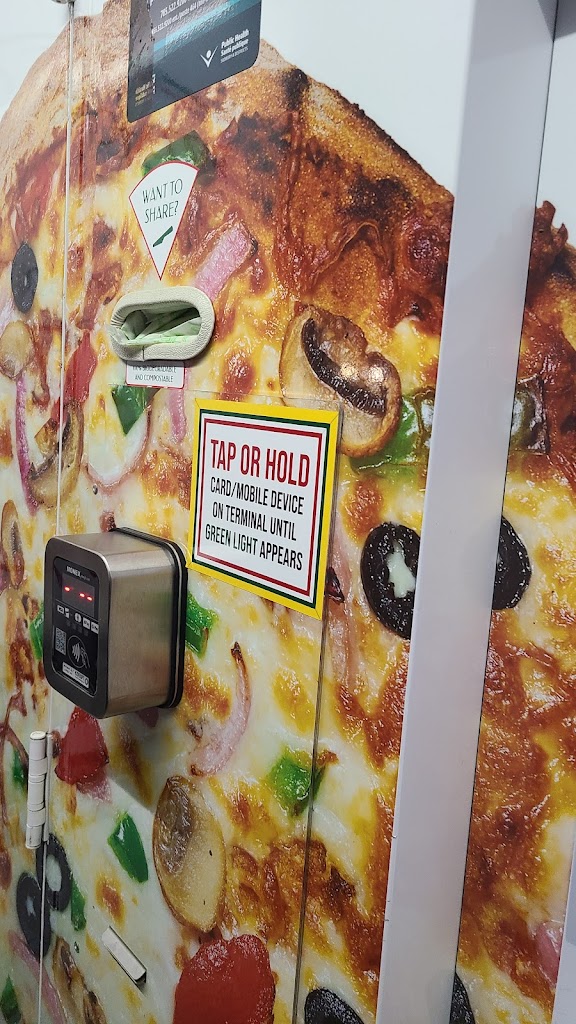 Public Health
Santé publique
WANT TO
SHARE?
AND COMPOSTABLE
TAP OR HOLD
CARD/MOBILE DEVICE
ON TERMINAL UNTIL
GREEN LIGHT APPEARS
MONEX